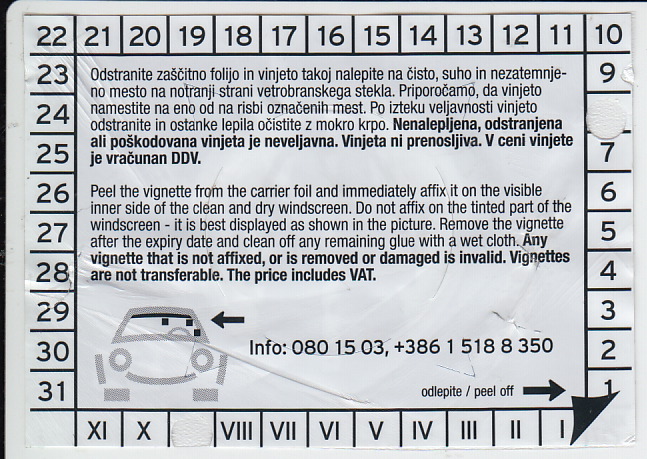 22 21 20 19 18 17 16 15 14 13 12 11 10
23
24
25
26
27
28
29
30
31
Odstranite zaščitno folijo in vinjeto takoj nalepite na čisto, suho in nezatemnje-
no mesto na notranji strani vetrobranskega stekla. Priporočamo, da vinjeto
namestite na eno od na risbi označenih mest. Po izteku veljavnosti vinjeto
odstranite in ostanke lepila očistite z mokro krpo. Nenalepljena, odstranjena
ali poškodovana vinjeta je neveljavna. Vinjeta ni prenosljiva. V ceni vinjete
je vračunan DDV.
Peel the vignette from the carrier foil and immediately affix it on the visible
inner side of the clean and dry windscreen. Do not affix on the tinted part of the
windscreen - it is best displayed as shown in the picture. Remove the vignette
after the expiry date and clean off any remaining glue with a wet cloth. Any
vignette that is not affixed, or is removed or damaged is invalid. Vignettes
are not transferable. The price includes VAT.
Info: 080 15 03, +386 1 518 8 350
odlepite / peel off
9
7
6
5
4
3
2
1
XI X VIII VII VI V IV III II I